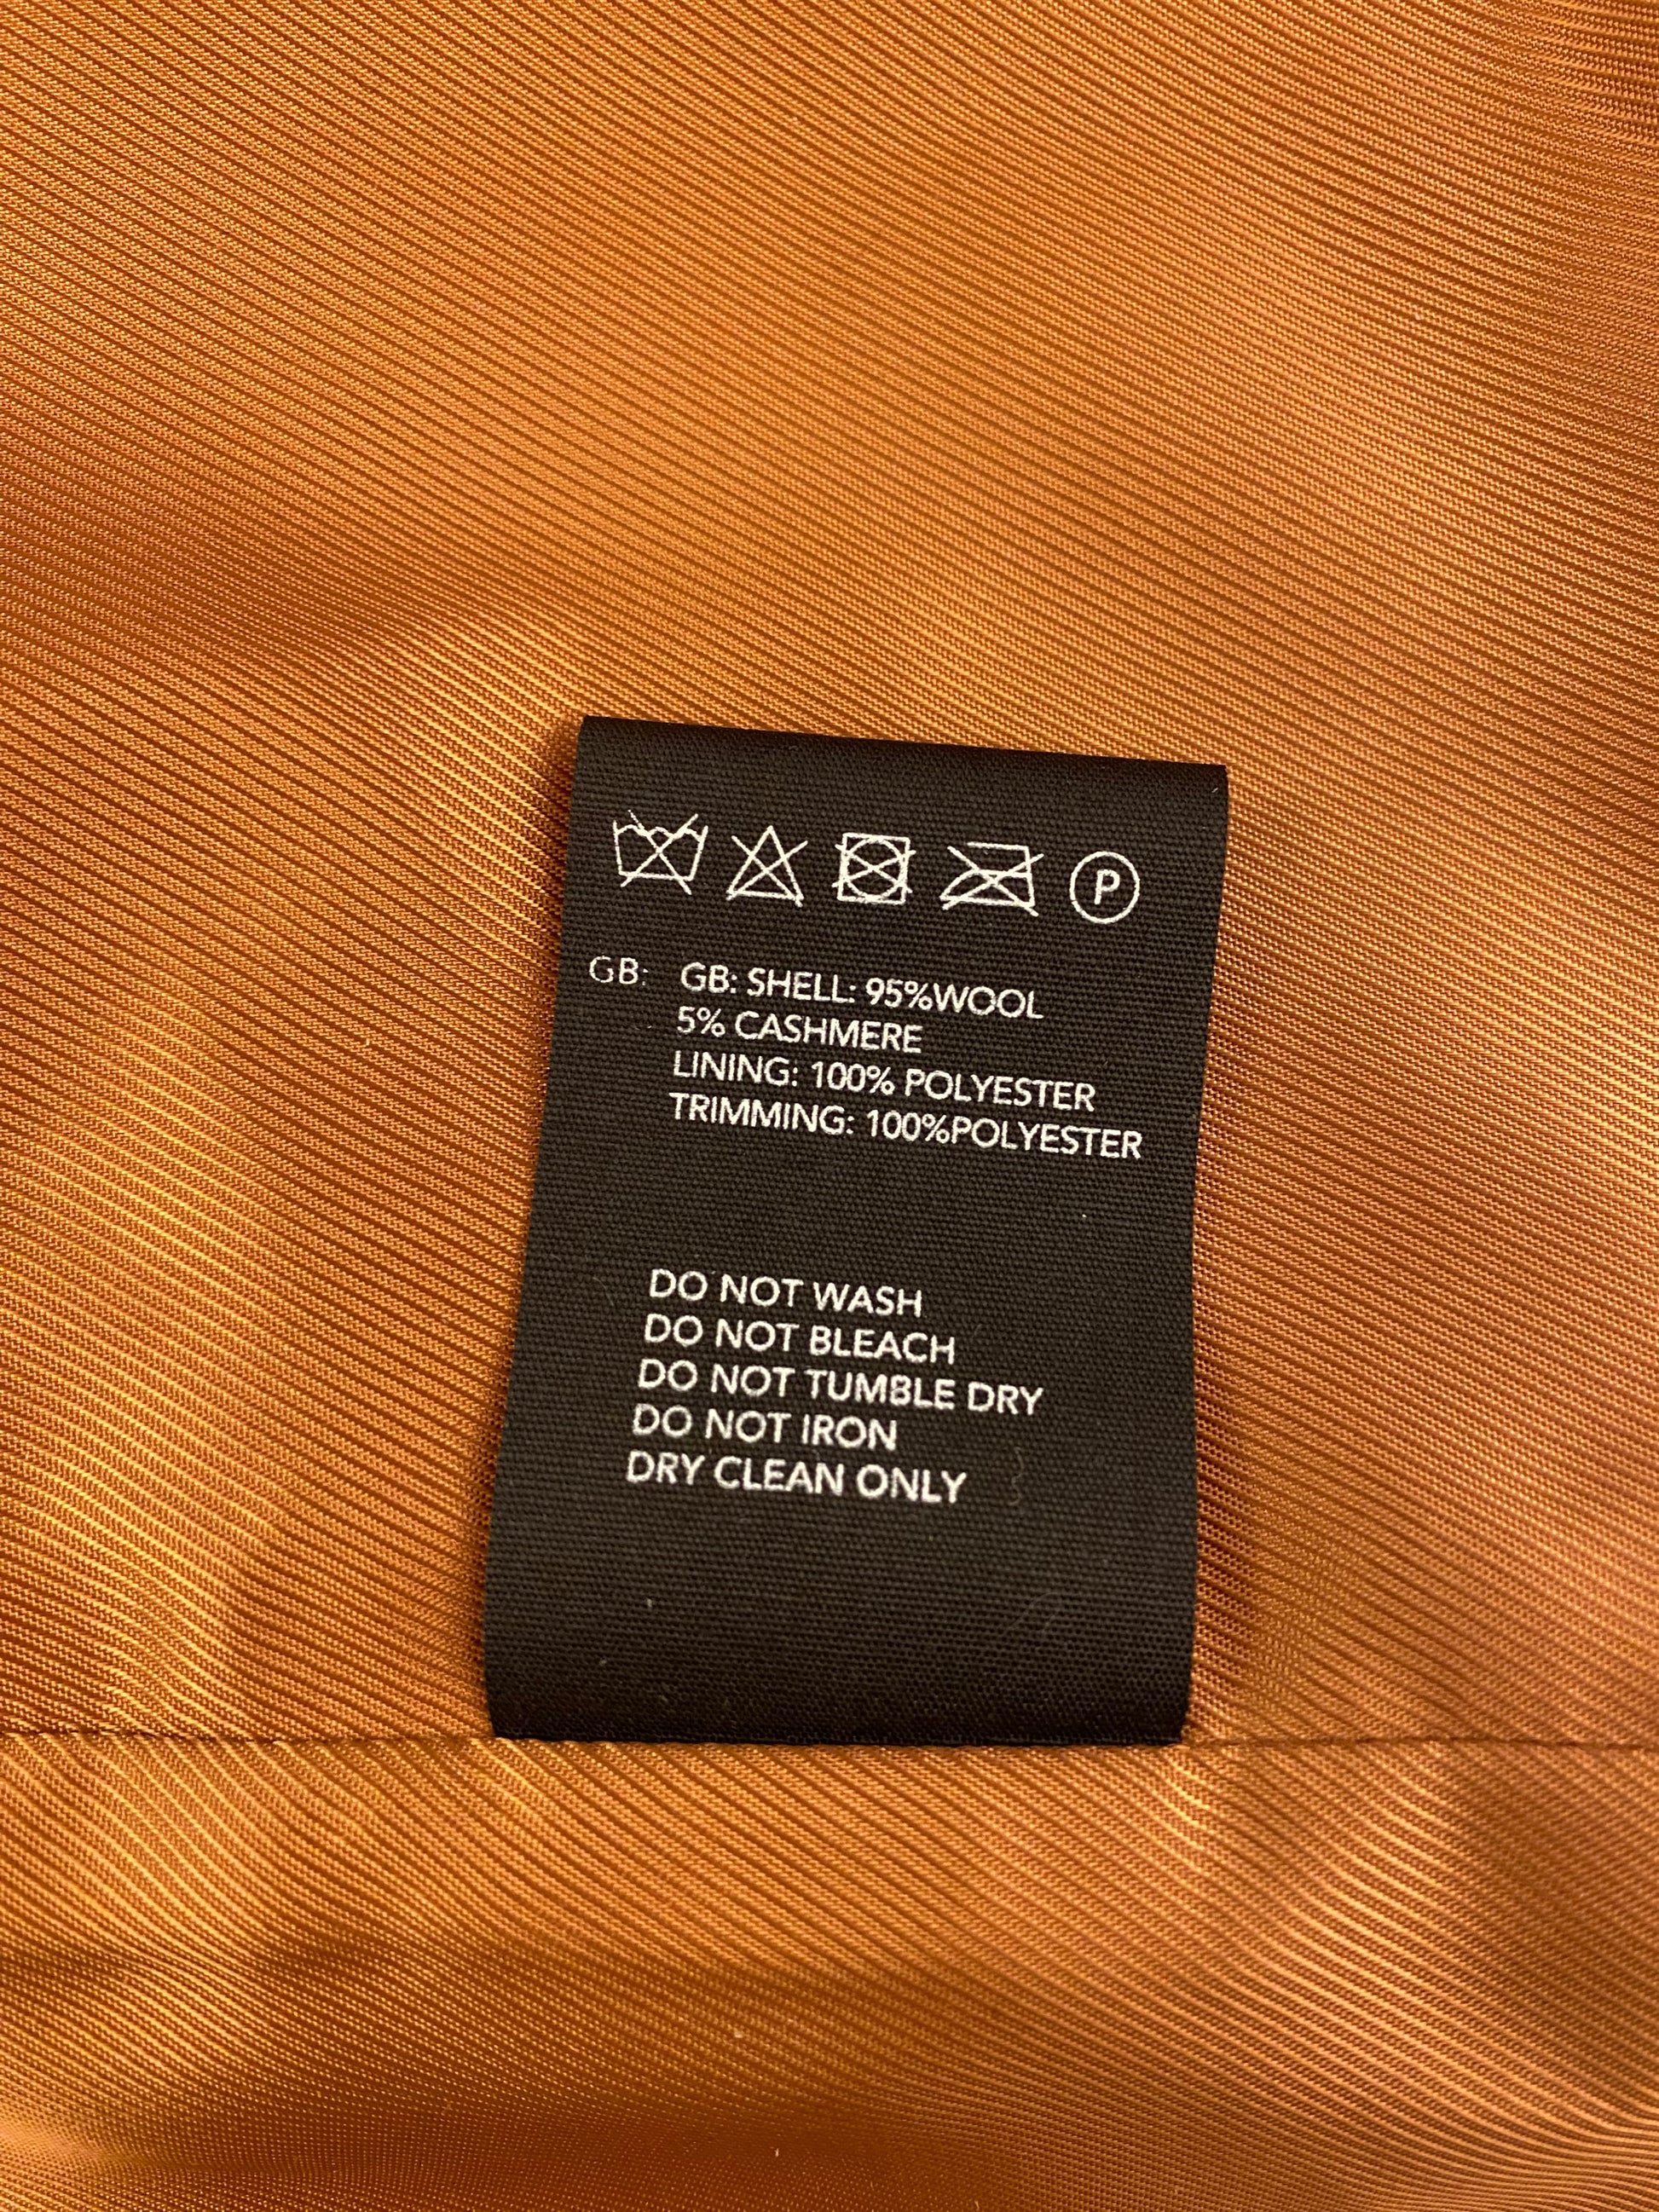 P
GB: GB: SHELL: 95%WOOL
5% CASHMERE
LINING: 100% POLYESTER
TRIMMING: 100%POLYESTER
DO NOT WASH
DO NOT BLEACH
DO NOT TUMBLE DRY
DO NOT IRON
DRY CLEAN ONLY